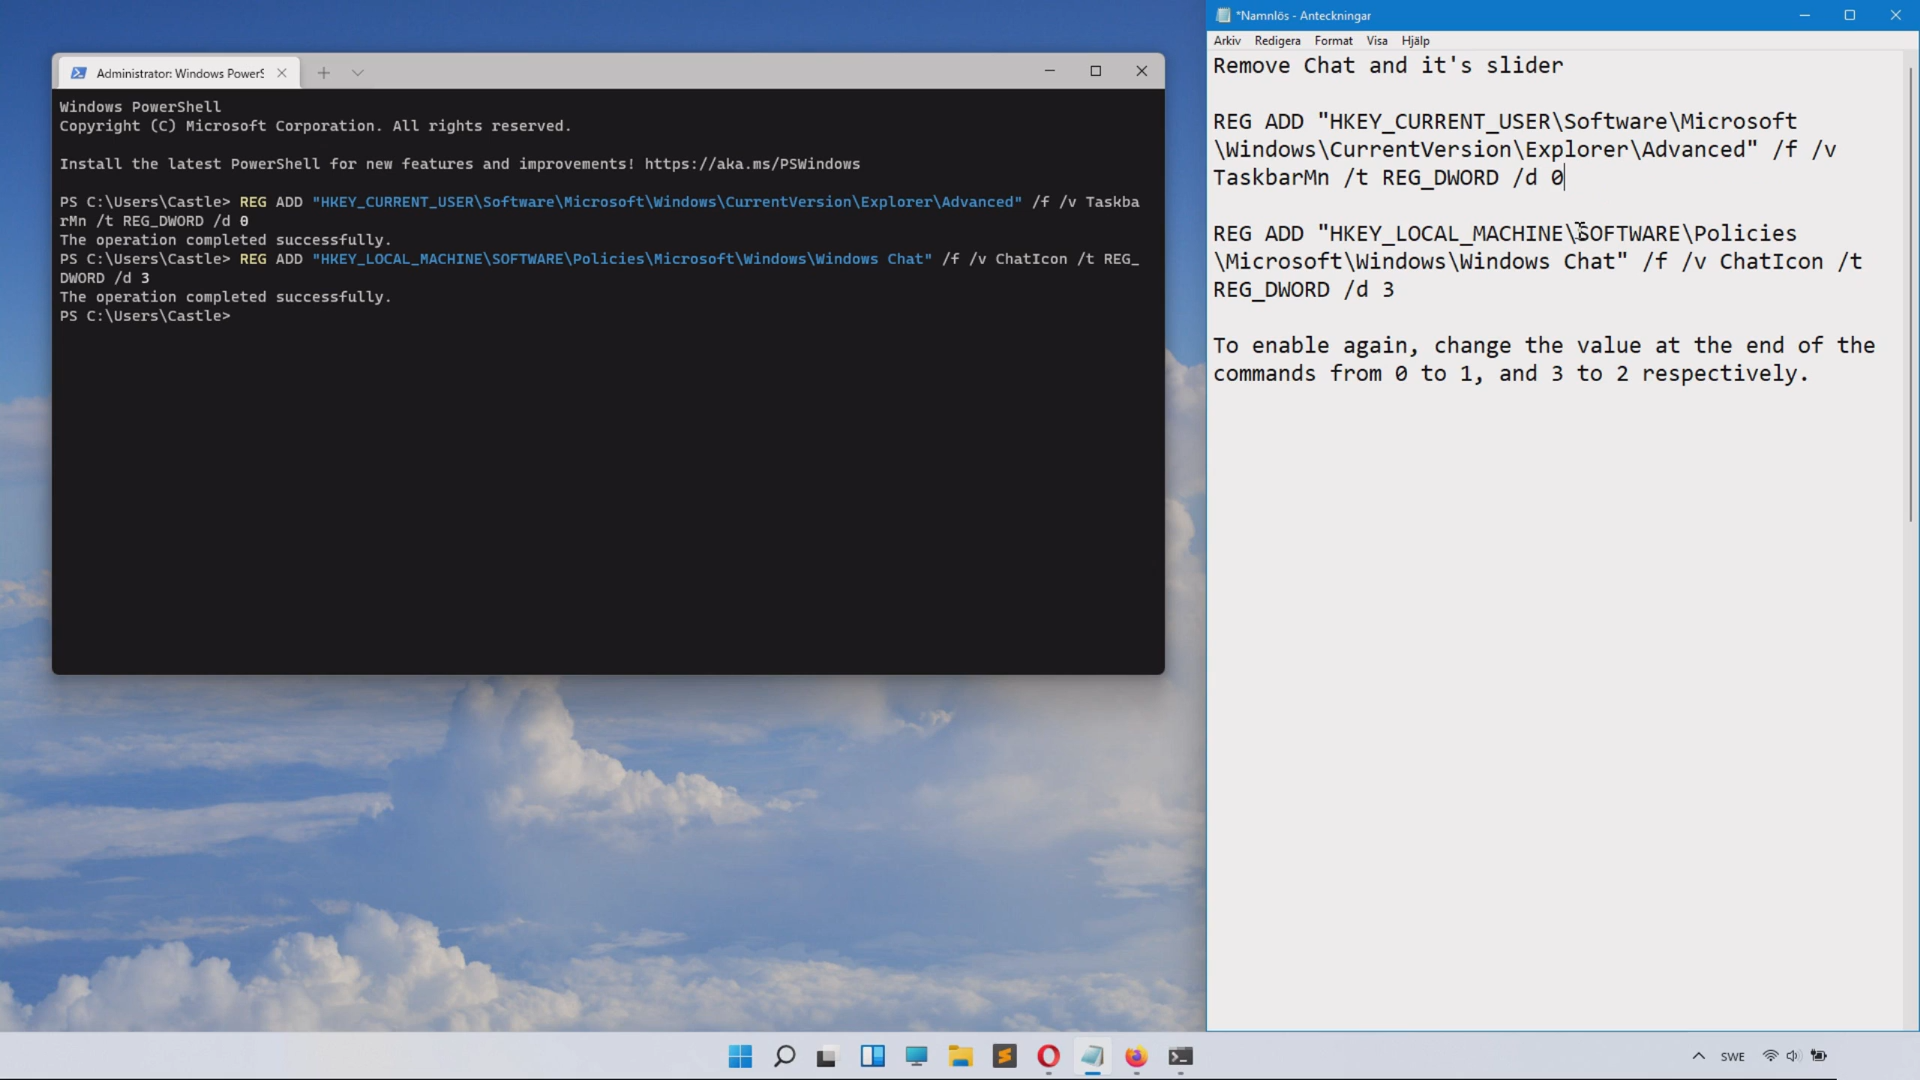 Administrator: Windows PowerS
Windows PowerShell
Copyright (C) Microsoft Corporation. All rights reserved.
Install the latest PowerShell for new features and improvements! https://aka.ms/PSWindows
PS C:\Users\Castle> REG ADD "HKEY_CURRENT_USER\Software\Microsoft\Windows\CurrentVersion\Explorer\Advanced" /f /v Taskba
rMn /t REG_DWORD /d 0
The operation completed successfully.
PS C:\Users\Castle> REG ADD "HKEY_LOCAL_MACHINE\SOFTWARE\Policies\Microsoft\Windows\Windows Chat" /f /v ChatIcon /t REG_
DWORD /d 3
The operation completed successfully.
PS C:\Users\Castle>
*Namnlös - Anteckningar
Arkiv Redigera Format Visa Hjälp
Remove Chat and it's slider
REG ADD "HKEY_CURRENT_USER\Software\Microsoft
\Windows\CurrentVersion\Explorer\Advanced" /f /v
TaskbarMn /t REG_DWORD /d 0
REG ADD "HKEY_LOCAL_MACHINE\SOFTWARE\Policies
\Microsoft\Windows\Windows Chat" /f /v ChatIcon /t
REG_DWORD /d 3
To enable again, change the value at the end of the
commands from 0 to 1, and 3 to 2 respectively.
SWE